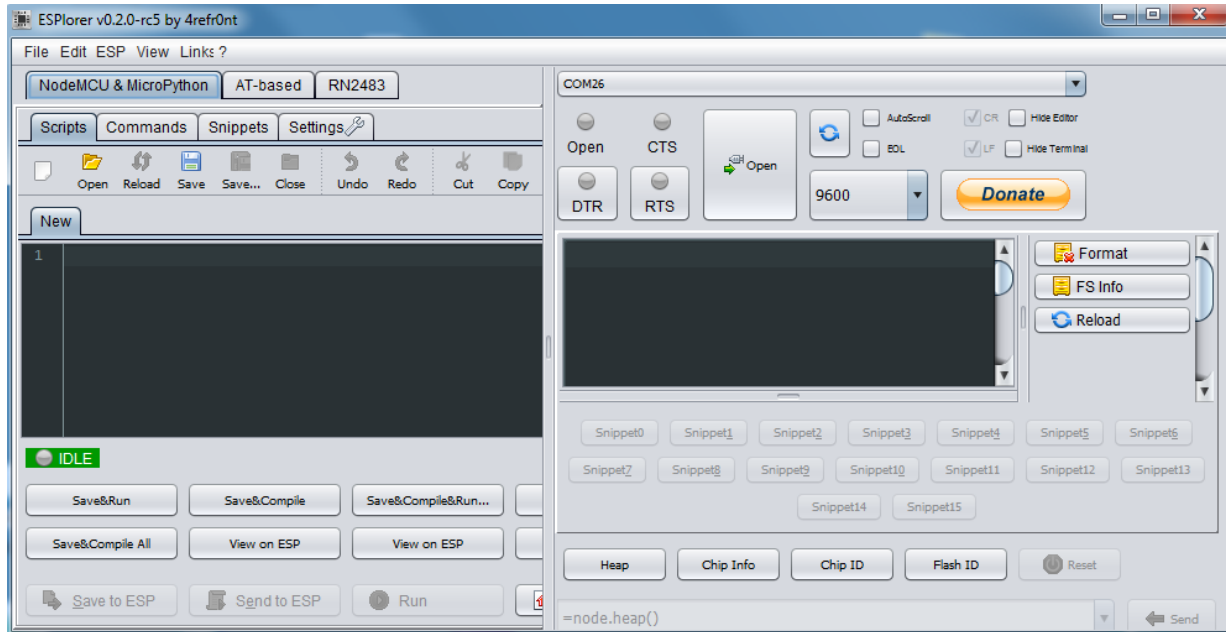 ESPlorer v0.2.0-rc5 by 4refr0nt
File Edit ESP View Links ?
NodeMCU & MicroPython AT-based RN2483
Scripts Commands Snippets Settings
Open Reload Save Save... Close Undo Redo Cut Copy
New
1
IDLE
Save&Run Save&Compile Save&Compile&Run...
Save&Compile All View on ESP View on ESP
Save to ESP Send to ESP Run
COM26
Open CTS
DTR RTS
Open
AutoScroll CR Hide Editor
EOL LF Hide Terminal
9600
Donate
Format
FS Info
Reload
Snippet0 Snippet1 Snippet2 Snippet3 Snippet4 Snippet5 Snippet6
Snippet7 Snippet8 Snippet9 Snippet10 Snippet11 Snippet12 Snippet13
Snippet14 Snippet15
Heap Chip Info Chip ID Flash ID Reset
=node.heap() Send